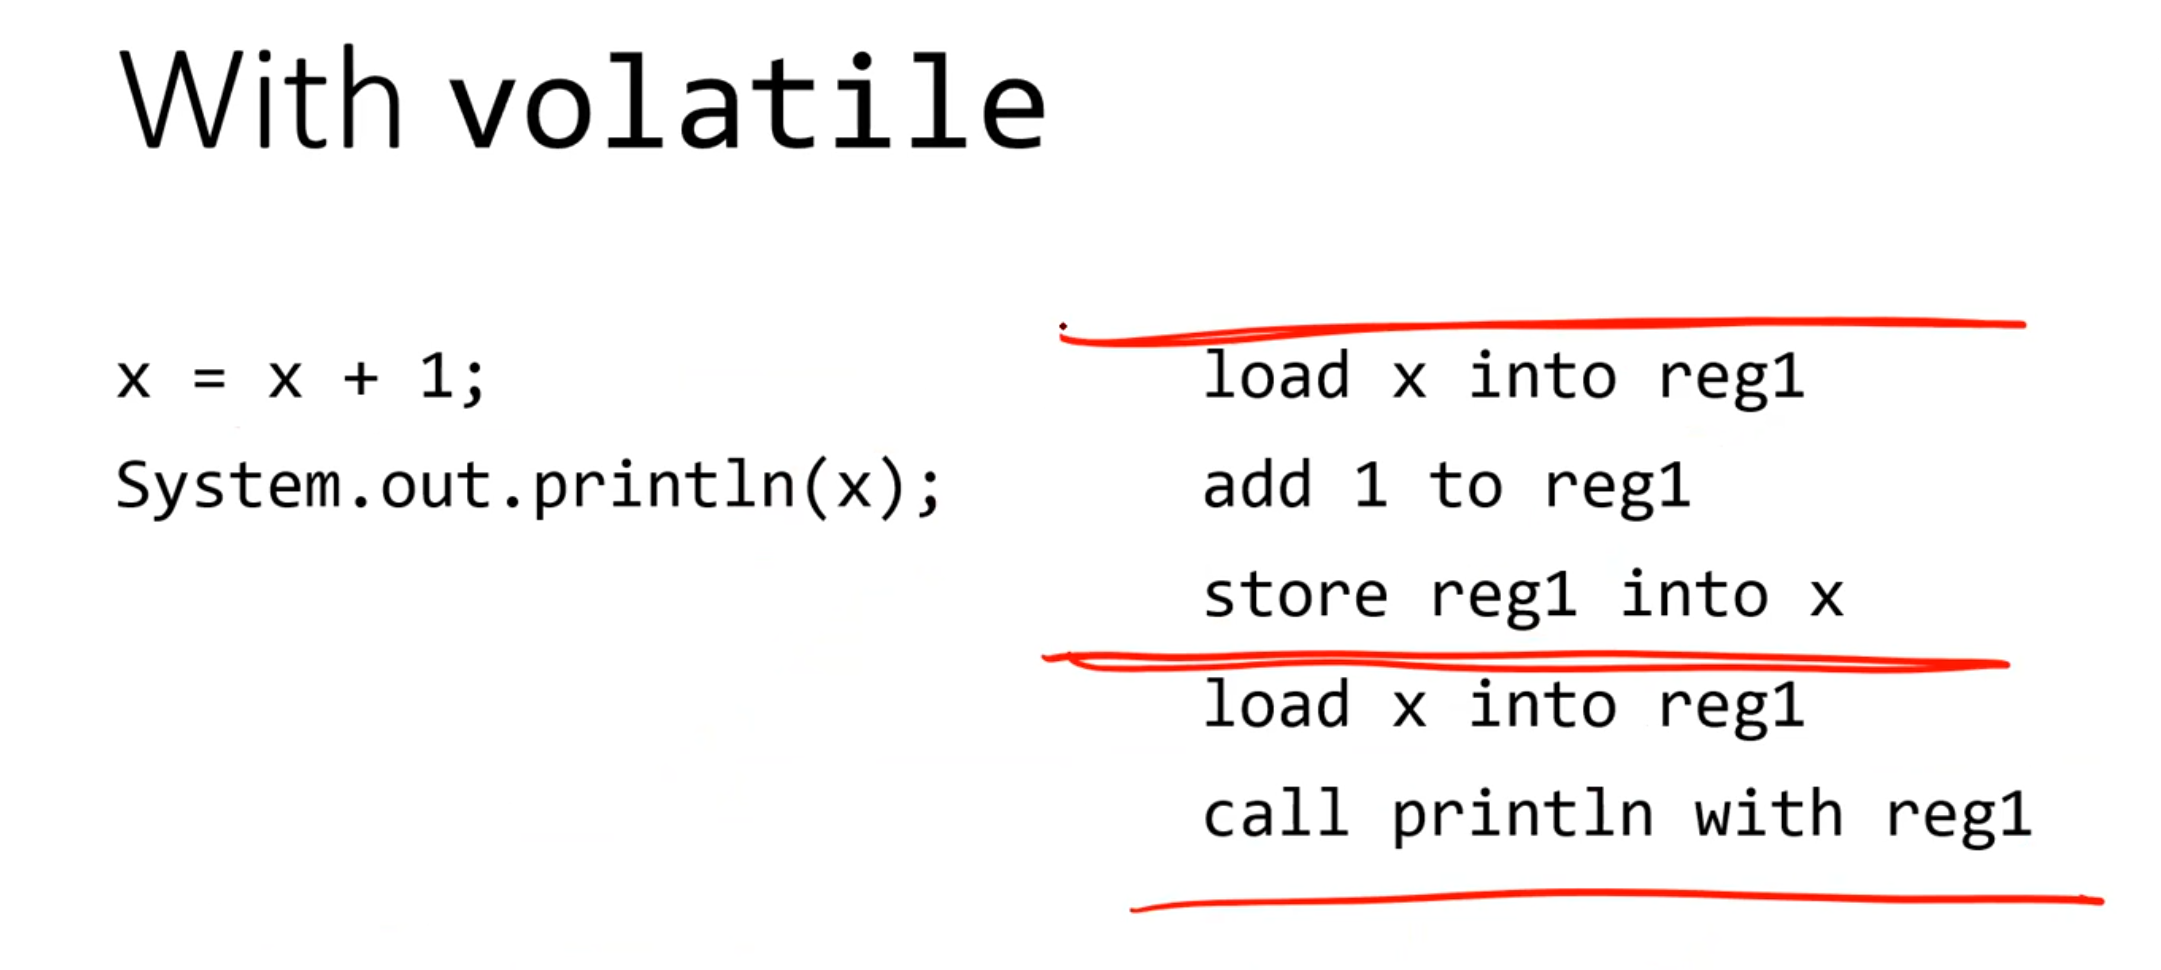 With volatile
x = x + 1;
System.out.println(x);
load x into reg1
add 1 to reg1
store reg1 into x
load x into reg1
call println with reg1